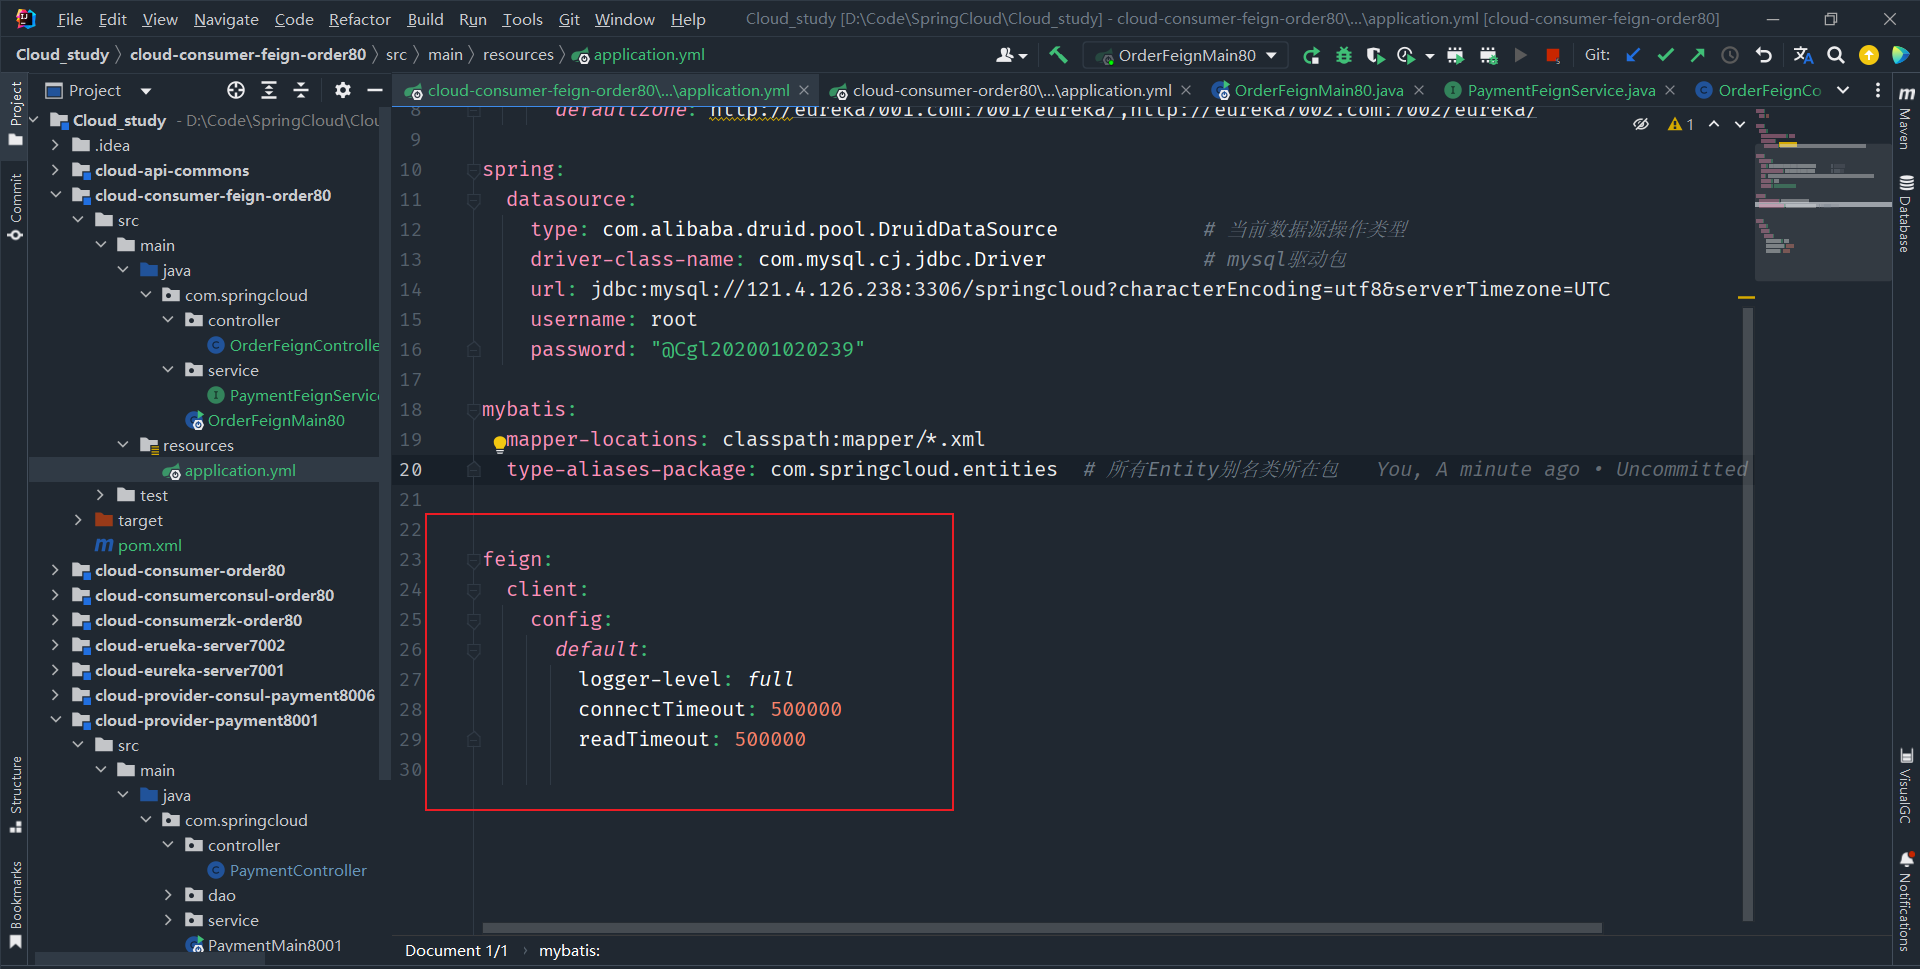 File Edit View Navigate Code Refactor Build Run Tools Git Window Help Cloud_study [D:\Code\SpringCloud\Cloud_study] - cloud-consumer-feign-order80\...\application.yml [cloud-consumer-feign-order80]
Cloud_study cloud-consumer-feign-order80 src main resources application.yml OrderFeignMain80 Git:
Project
cloud-consumer-feign-order80\...\application.yml cloud-consumer-order80\...\application.yml OrderFeignMain80.java PaymentFeignService.java OrderFeignCo
Project
Commit
Structure
Bookmarks
Cloud_study - D:\Code\SpringCloud\Clou
.idea
cloud-api-commons
cloud-consumer-feign-order80
src
main
java
com.springcloud
controller
OrderFeignControlle
service
PaymentFeignServic
OrderFeignMain80
resources
application.yml
test
target
pom.xml
cloud-consumer-order80
cloud-consumerconsul-order80
cloud-consumerzk-order80
cloud-erueka-server7002
cloud-eureka-server7001
cloud-provider-consul-payment8006
cloud-provider-payment8001
src
main
java
com.springcloud
controller
PaymentController
dao
service
PaymentMain8001
8 defaultZone: http://eureka7001.com:7001/eureka/,http://eureka7002.com:7002/eureka/
1
9
10 spring:
11 datasource:
12 type: com.alibaba.druid.pool.DruidDataSource # 当前数据源操作类型
13 driver-class-name: com.mysql.cj.jdbc.Driver # mysql驱动包
14 url: jdbc:mysql://121.4.126.238:3306/springcloud?characterEncoding=utf8&serverTimezone=UTC
15 username: root
16 password: "@Cgl202001020239"
17
18 mybatis:
19 mapper-locations: classpath:mapper/*.xml
20 type-aliases-package: com.springcloud.entities # 所有Entity别名类所在包 You, A minute ago • Uncommitted
21
22
23 feign:
24 client:
25 config:
26 default:
27 logger-level: full
28 connectTimeout: 500000
29 readTimeout: 500000
30
Document 1/1 › mybatis:
Maven
Database
VisualGC
Notifications